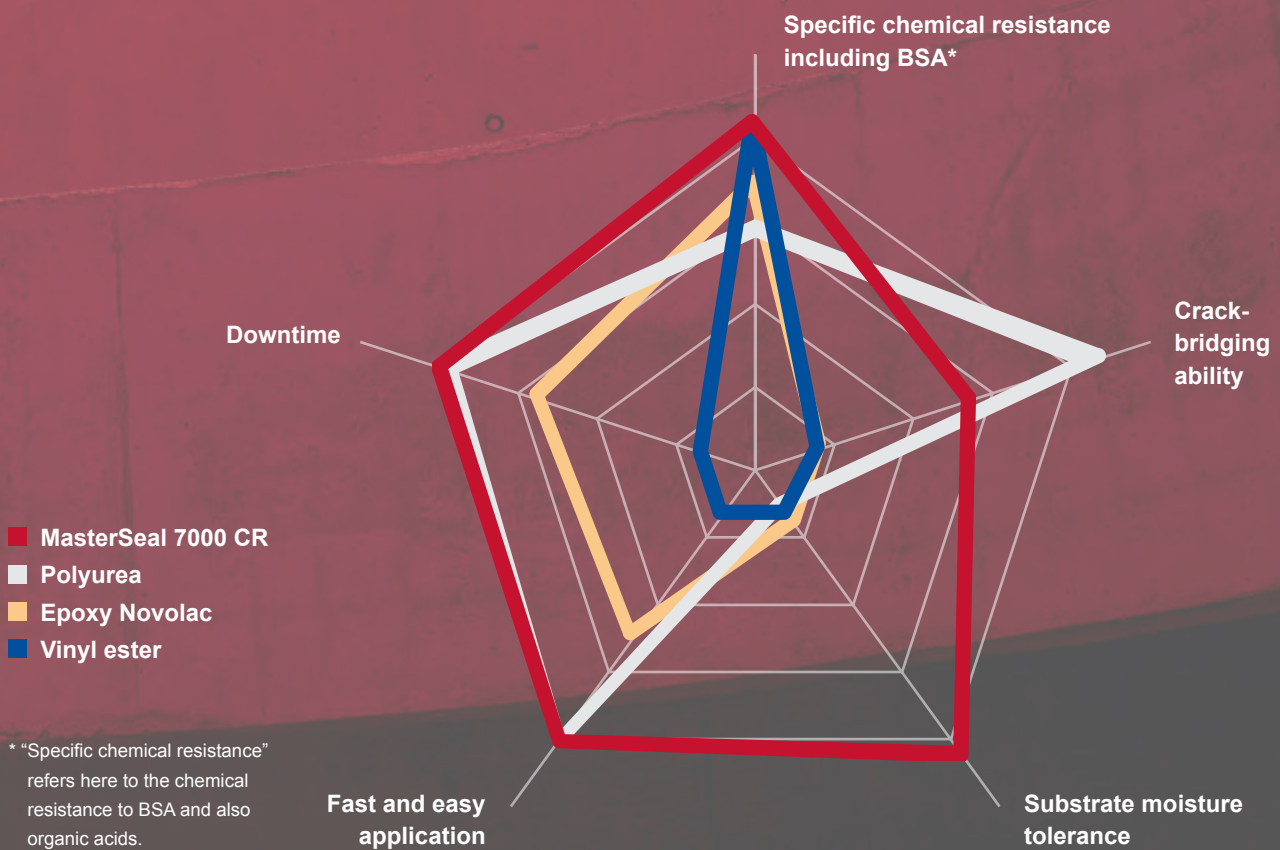 Specific chemical resistance
including BSA*
Crack-
bridging
ability
Downtime
MasterSeal 7000 CR
Polyurea
Epoxy Novolac
Vinyl ester
* “Specific chemical resistance”
refers here to the chemical
resistance to BSA and also
organic acids.
Fast and easy
application
Substrate moisture
tolerance